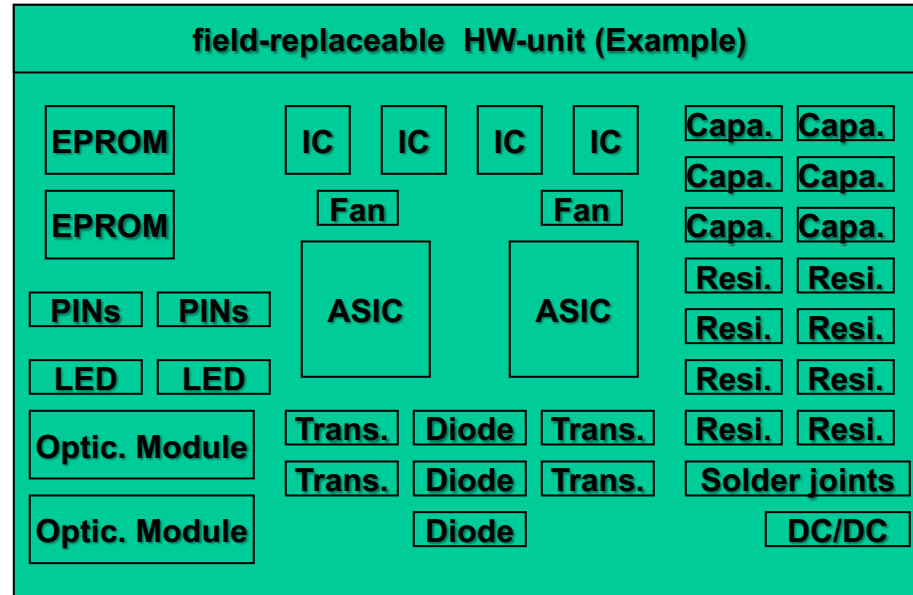 field-replaceable HW-unit (Example)
EPROM IC IC IC IC Capa. Capa.
Capa. Capa.
EPROM Fan Fan Capa. Capa.
Resi. Resi.
PINs PINs ASIC ASIC
Resi. Resi.
LED LED Resi. Resi.
Optic. Module Trans. Diode Trans. Resi. Resi.
Trans. Diode Trans. Solder joints
Optic. Module Diode DC/DC